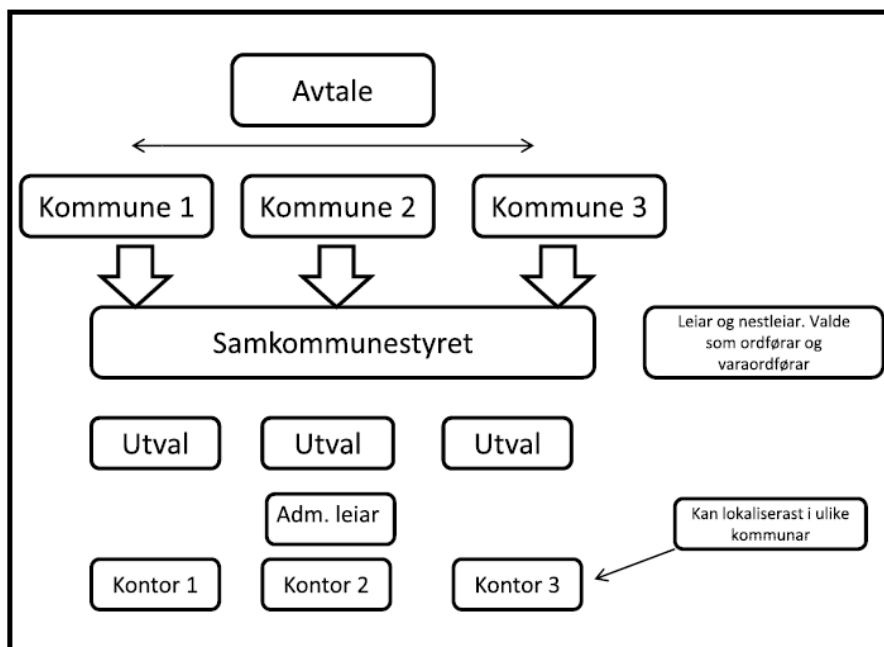 Avtale
Kommune 1
Kommune 2
Kommune 3
Samkommunestyret
Leiar og nestleiar. Valde
som ordførar og
varaordførar
Utval
Utval
Utval
Adm. leiar
Kan lokaliserast i ulike
kommunar
Kontor 1
Kontor 2
Kontor 3